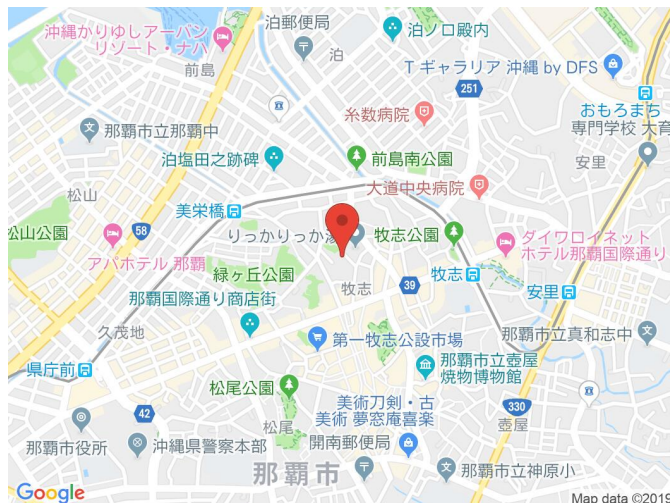 泊郵便局
泊ノ口殿内
沖縄かりゆしアーバン
リゾート・ナハ
泊
前島
T ギャラリア 沖縄 by DFS
251
おもろまち
糸数病院
専門学校 大育
那覇市立那覇中
安里
泊塩田之跡碑
前島南公園
松山
大道中央病院
美栄橋
58
松山公園
りっかりっか湯
牧志公園
ダイワロイネット
ホテル那覇国際通り
アパホテル 那覇
緑ヶ丘公園
牧志
安里
39
牧志
那覇国際通り商店街
久茂地
第一牧志公設市場
那覇市立真和志中
県庁前
那覇市立壺屋
焼物博物館
松尾公園
330
42
美術刀剣・古
美術 夢窓庵喜楽
壺屋
松尾
那覇市役所
沖縄県警察本部
開南郵便局
那覇市
那覇市立神原小
Google
Map data ©2019